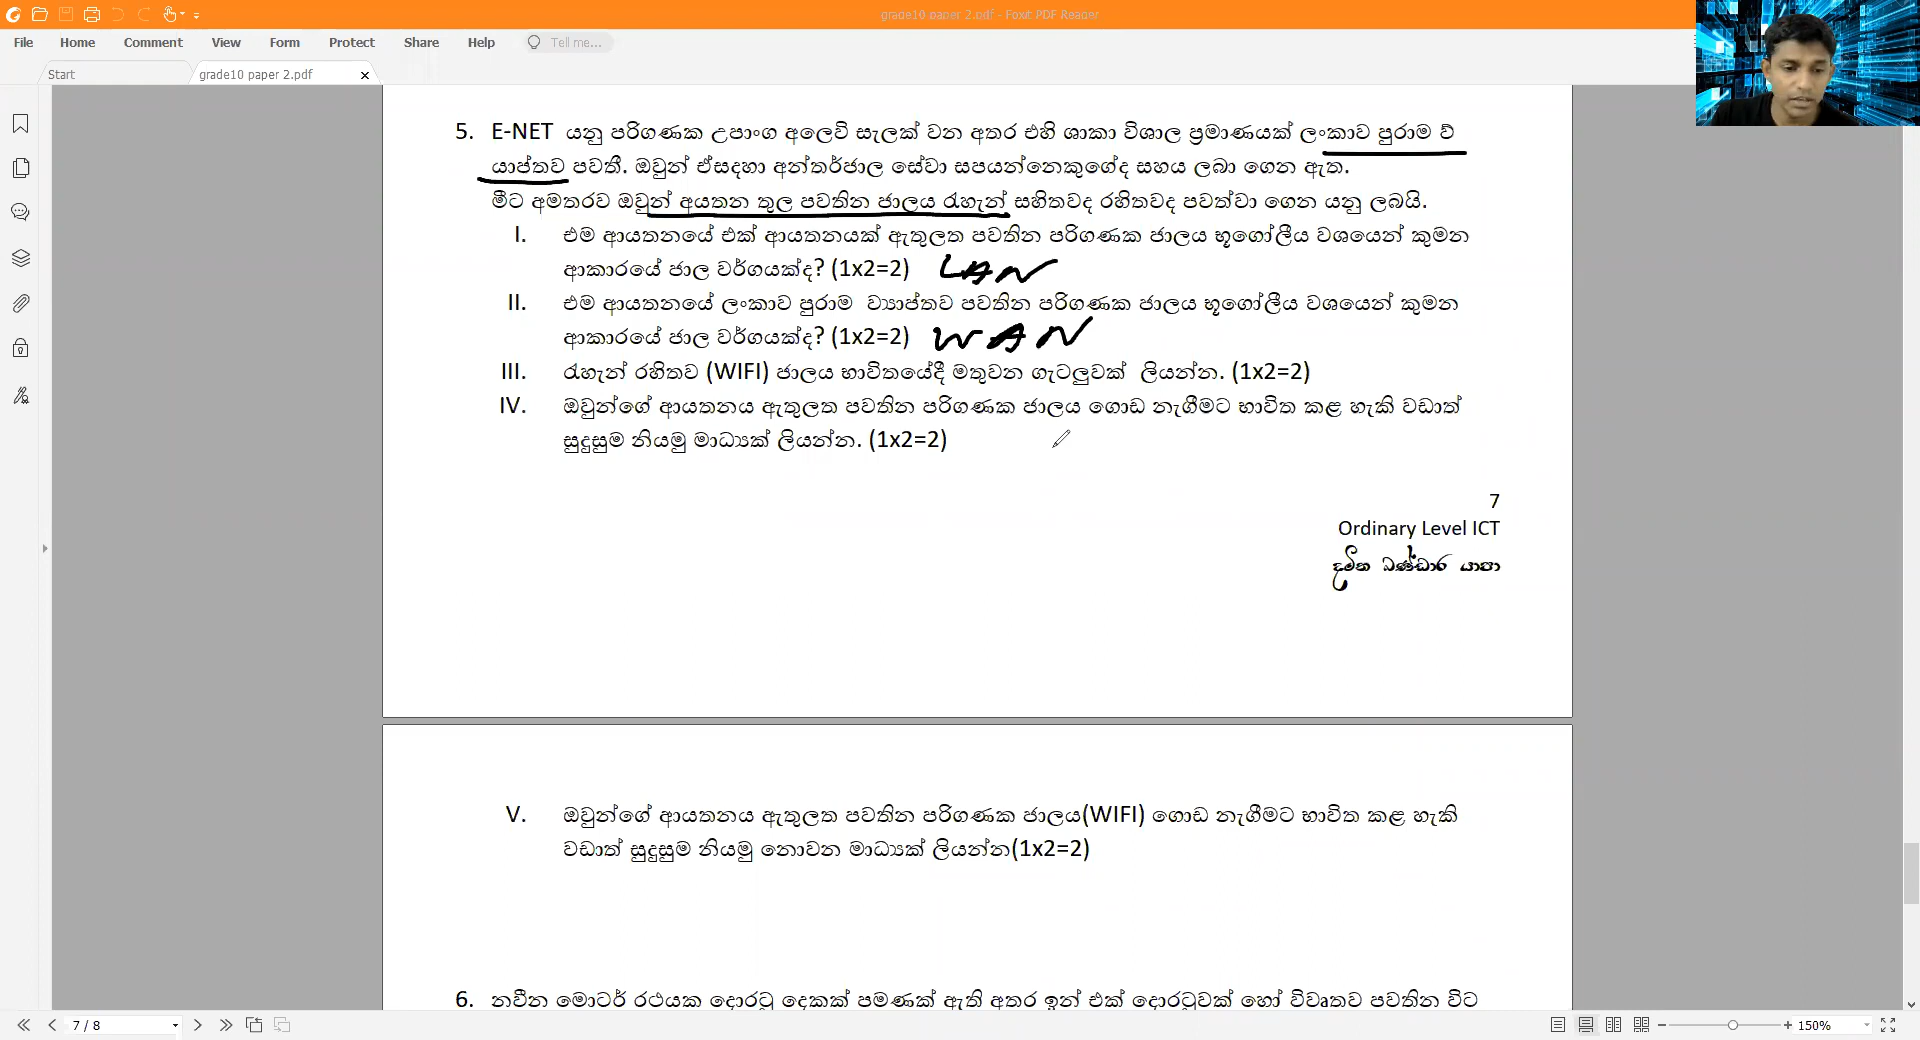 grade10 paper 2.pdf - Foxit PDF Reader
File Home Comment View Form Protect Share Help Tell me...
Start grade10 paper 2.pdf
5. E-NET යනු පරිගණක උපාංග අලෙවි සැලක් වන අතර එහි ශාකා විශාල ප්‍රමාණයක් ලංකාව පුරාම ව්
යාප්තව පවතී. ඔවුන් ඒසදහා අන්තර්ජාල සේවා සපයන්නෙකුගේද සහය ලබා ගෙන ඇත.
මීට අමතරව ඔවුන් අයතන තුල පවතින ජාලය රැහැන් සහිතවද රහිතවද පවත්වා ගෙන යනු ලබයි.
I. එම ආයතනයේ එක් ආයතනයක් ඇතුලත පවතින පරිගණක ජාලය භූගෝලීය වශයෙන් කුමන
ආකාරයේ ජාල වර්ගයක්ද? (1x2=2) LAN
II. එම ආයතනයේ ලංකාව පුරාම ව්‍යාප්තව පවතින පරිගණක ජාලය භූගෝලීය වශයෙන් කුමන
ආකාරයේ ජාල වර්ගයක්ද? (1x2=2) WAN
III. රැහැන් රහිතව (WIFI) ජාලය භාවිතයේදී මතුවන ගැටලුවක් ලියන්න. (1x2=2)
IV. ඔවුන්ගේ ආයතනය ඇතුලත පවතින පරිගණක ජාලය ගොඩ නැගීමට භාවිත කළ හැකි වඩාත්
සුදුසුම නියමු මාධ්‍යක් ලියන්න. (1x2=2)
7
Ordinary Level ICT
දමිත බණ්ඩාර යාපා
V. ඔවුන්ගේ ආයතනය ඇතුලත පවතින පරිගණක ජාලය(WIFI) ගොඩ නැගීමට භාවිත කළ හැකි
වඩාත් සුදුසුම නියමු නොවන මාධ්‍යක් ලියන්න(1x2=2)
6. නවීන මොටර් රථයක දොරටු දෙකක් පමණක් ඇති අතර ඉන් එක් දොරටුවක් හෝ විවෘතව පවතින විට
7 / 8 150%